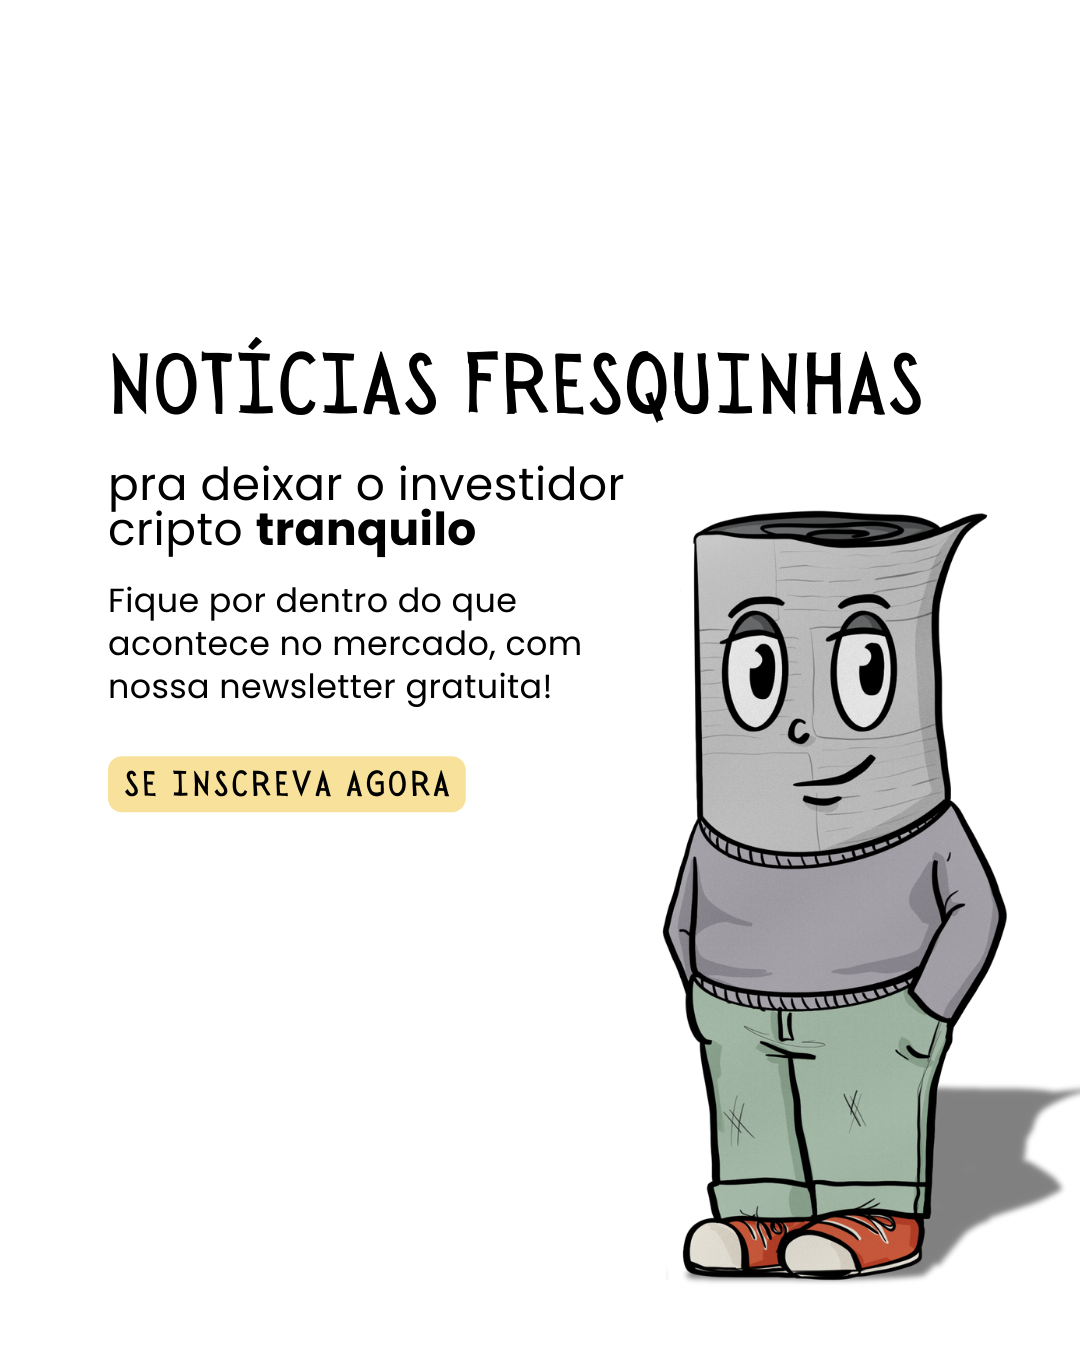 NOTÍCIAS FRESQUINHAS
pra deixar o investidor
cripto tranquilo
Fique por dentro do que
acontece no mercado, com
nossa newsletter gratuita!
SE INSCREVA AGORA